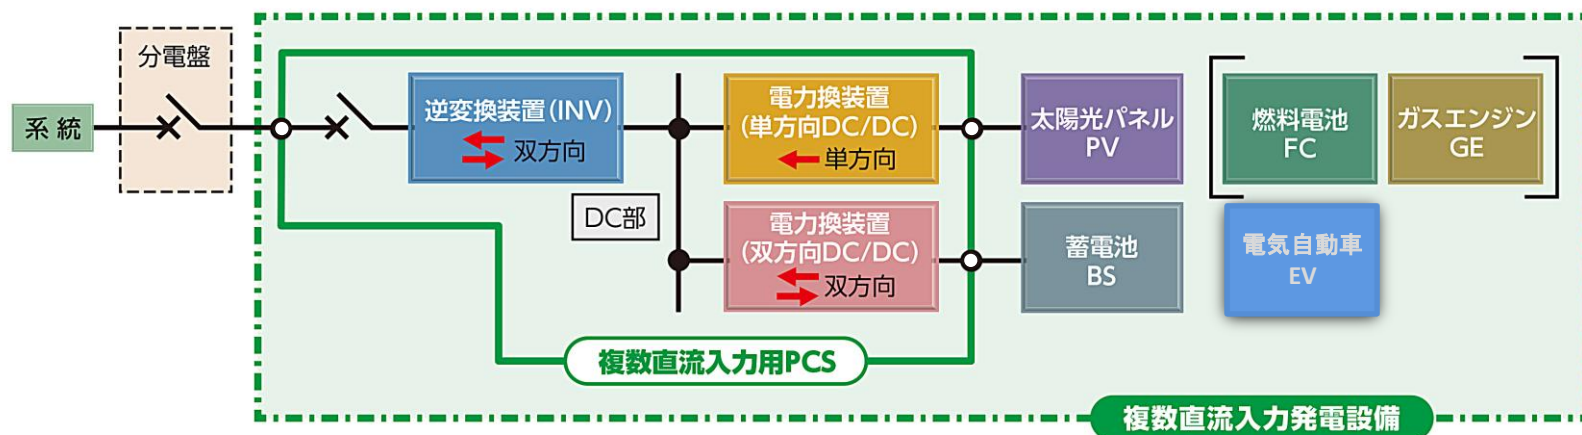 分電盤
系統
逆変換装置(INV)
双方向
DC部
電力換装置
(単方向DC/DC)
単方向
電力換装置
(双方向DC/DC)
双方向
太陽光パネル
PV
蓄電池
BS
燃料電池
FC
ガスエンジン
GE
電気自動車
EV
複数直流入力用PCS
複数直流入力発電設備